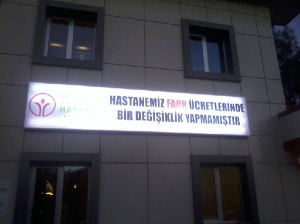 HASTANEMİZ FARK ÜCRETLERİNDE
BİR DEĞİŞİKLİK YAPMAMIŞTIR